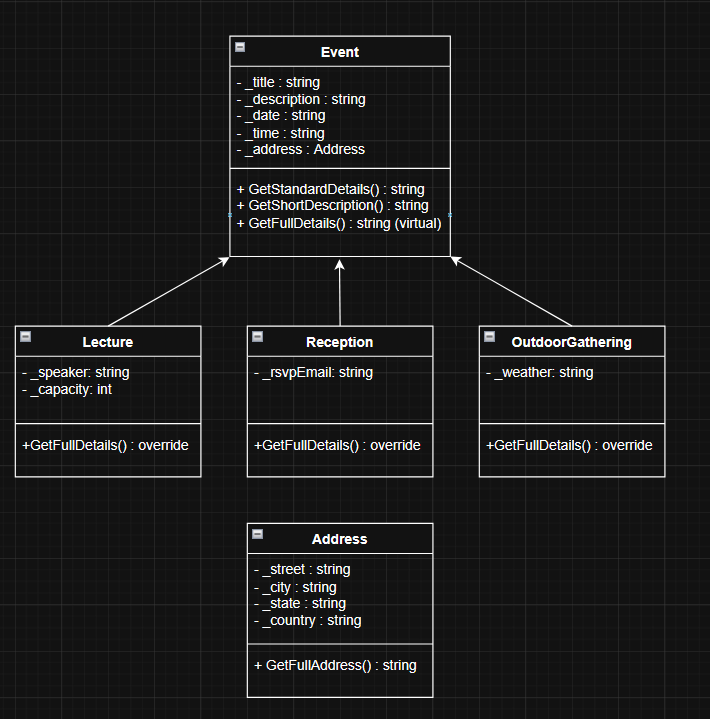 Event
- _title : string
- _description : string
- _date : string
- _time : string
- _address : Address
+ GetStandardDetails() : string
+ GetShortDescription() : string
+ GetFullDetails() : string (virtual)
Lecture
- _speaker: string
- _capacity: int
+GetFullDetails() : override
Reception
- _rsvpEmail: string
+GetFullDetails() : override
OutdoorGathering
- _weather: string
+GetFullDetails() : override
Address
- _street : string
- _city : string
- _state : string
- _country : string
+ GetFullAddress() : string